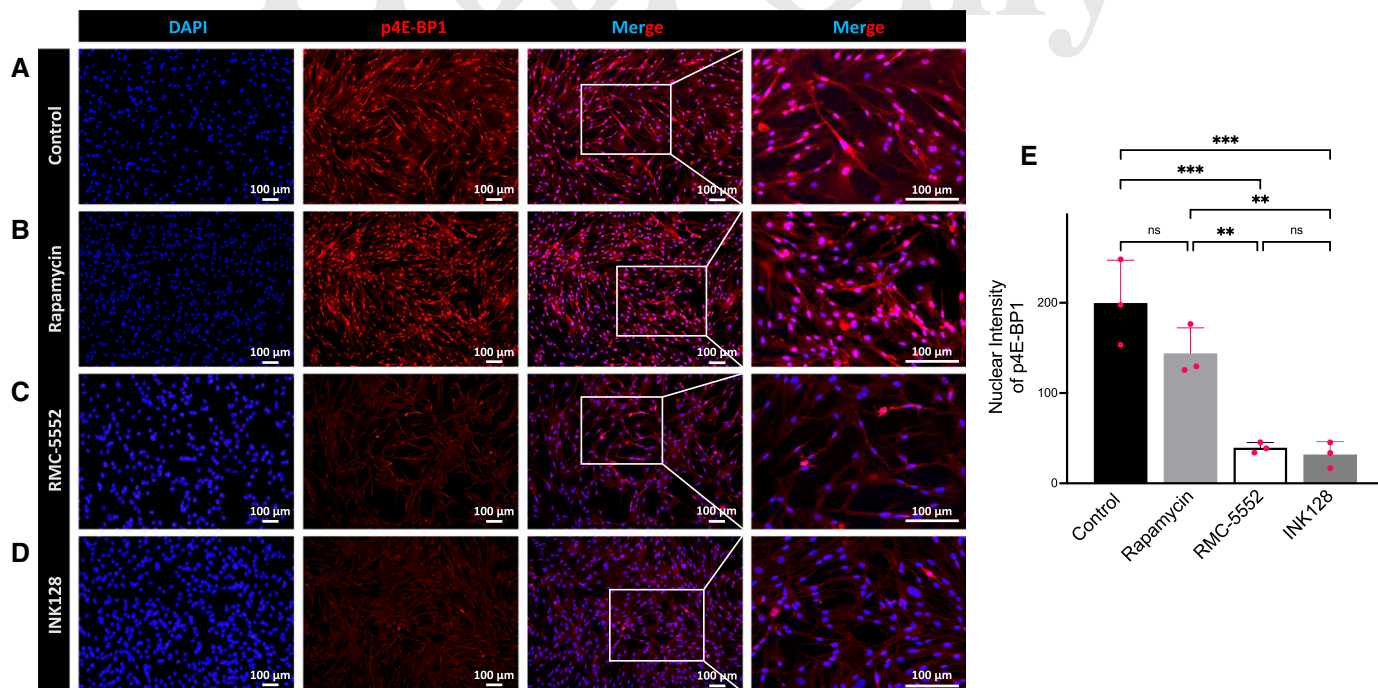 DAPI p4E-BP1 Merge Merge
A
Control
100 µm 100 µm 100 µm 100 µm
B
Rapamycin
100 µm 100 µm 100 µm 100 µm
C
RMC-5552
100 µm 100 µm 100 µm 100 µm
D
INK128
100 µm 100 µm 100 µm 100 µm
E
***
***
**
ns ** ns
Nuclear Intensity
of p4E-BP1
200
100
0
Control Rapamycin RMC-5552 INK128